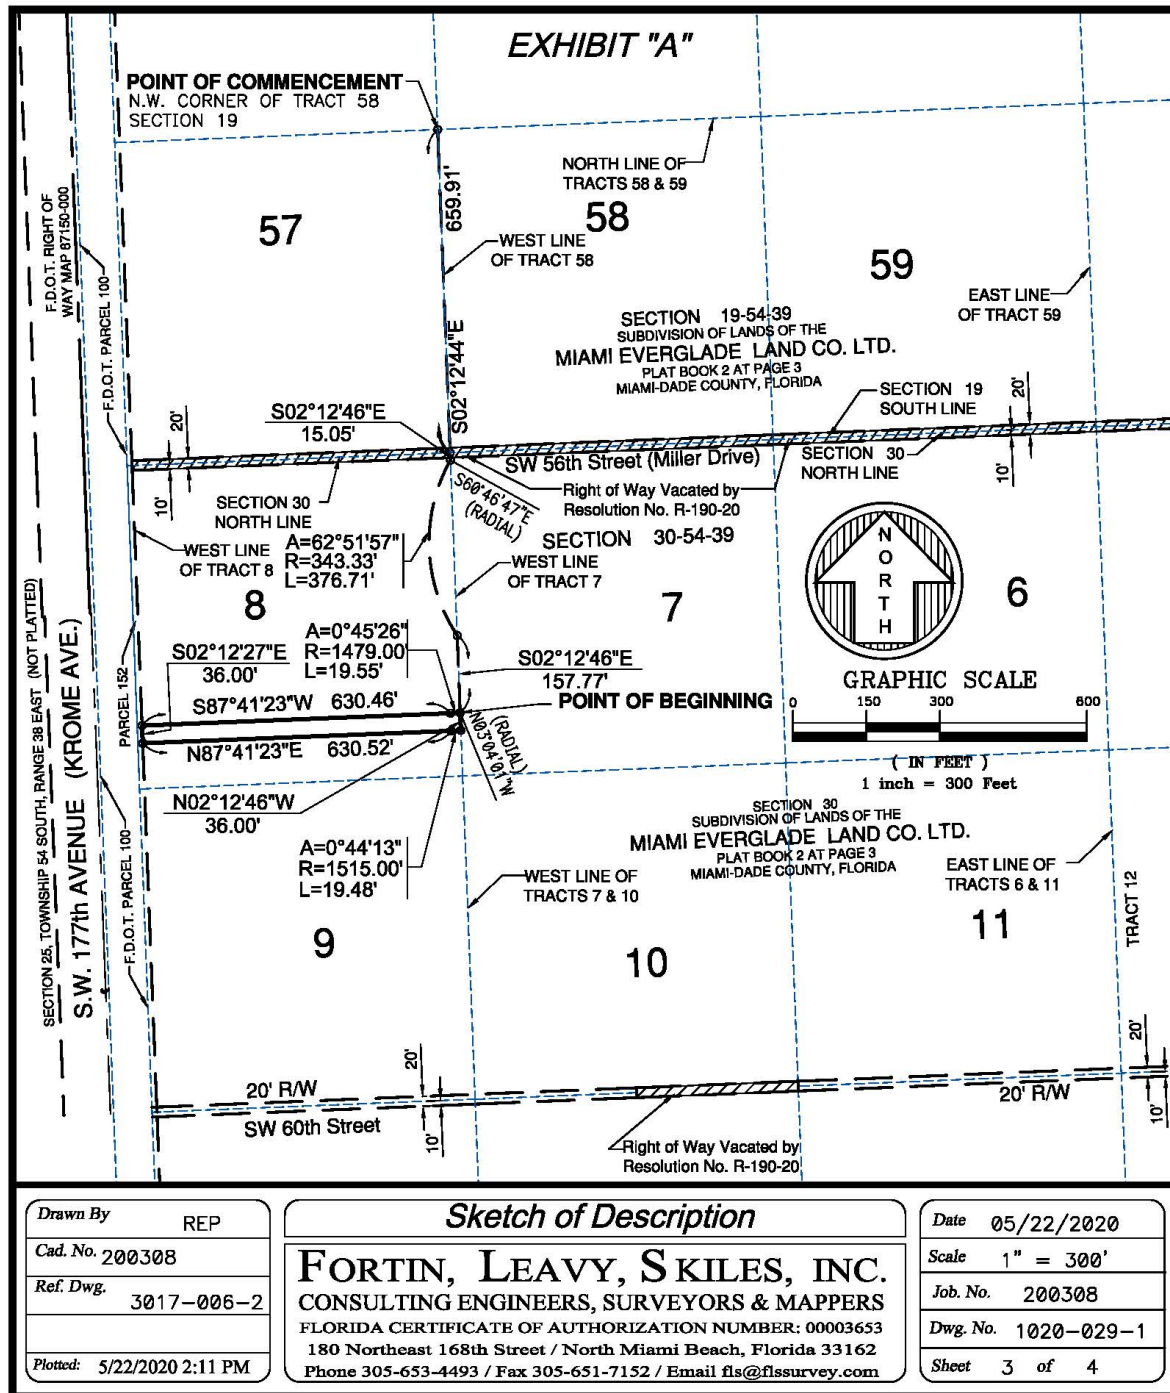 EXHIBIT "A"
POINT OF COMMENCEMENT
N.W. CORNER OF TRACT 58
SECTION 19
NORTH LINE OF
TRACTS 58 & 59
659.91'
57
58
WEST LINE
OF TRACT 58
59
F.D.O.T. RIGHT OF
WAY MAP 87150-000
F.D.O.T. PARCEL 100
EAST LINE
OF TRACT 59
SECTION 19-54-39
SUBDIVISION OF LANDS OF THE
MIAMI EVERGLADE LAND CO. LTD.
PLAT BOOK 2 AT PAGE 3
MIAMI-DADE COUNTY, FLORIDA
S02°12'44"E
SECTION 19
SOUTH LINE
20'
S02°12'46"E
15.05'
20'
10'
SW 56th Street (Miller Drive)
SECTION 30
NORTH LINE
10'
Right of Way Vacated by
Resolution No. R-190-20
SECTION 30
NORTH LINE
S60°46'47"E
(RADIAL)
SECTION 30-54-39
WEST LINE
OF TRACT 8
A=62°51'57"
R=343.33'
L=376.71'
WEST LINE
OF TRACT 7
NORTH
8
7
6
SECTION 25, TOWNSHIP 54 SOUTH, RANGE 38 EAST (NOT PLATTED)
S.W. 177th AVENUE (KROME AVE.)
PARCEL 152
A=0°45'26"
R=1479.00'
L=19.55'
S02°12'27"E
36.00'
S02°12'46"E
157.77'
POINT OF BEGINNING
GRAPHIC SCALE
0 150 300 600
( IN FEET )
1 inch = 300 Feet
S87°41'23"W 630.46'
N87°41'23"E 630.52'
(RADIAL)
N03°04'01"W
N02°12'46"W
36.00'
F.D.O.T. PARCEL 100
A=0°44'13"
R=1515.00'
L=19.48'
SECTION 30
SUBDIVISION OF LANDS OF THE
MIAMI EVERGLADE LAND CO. LTD.
PLAT BOOK 2 AT PAGE 3
MIAMI-DADE COUNTY, FLORIDA
WEST LINE OF
TRACTS 7 & 10
EAST LINE OF
TRACTS 6 & 11
TRACT 12
9
10
11
20'
20'
20' R/W
SW 60th Street
10'
20' R/W
10'
Right of Way Vacated by
Resolution No. R-190-20
Drawn By REP
Cad. No. 200308
Ref. Dwg.
3017-006-2
Plotted: 5/22/2020 2:11 PM
Sketch of Description
FORTIN, LEAVY, SKILES, INC.
CONSULTING ENGINEERS, SURVEYORS & MAPPERS
FLORIDA CERTIFICATE OF AUTHORIZATION NUMBER: 00003653
180 Northeast 168th Street / North Miami Beach, Florida 33162
Phone 305-653-4493 / Fax 305-651-7152 / Email fls@flssurvey.com
Date 05/22/2020
Scale 1" = 300'
Job. No. 200308
Dwg. No. 1020-029-1
Sheet 3 of 4